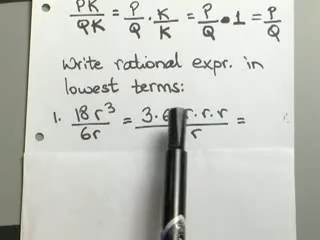 PK/QK = P/Q · K/K = P/Q · 1 = P/Q
Write rational expr. in
lowest terms:
1. 18r³/6r = 3·6 r·r·r / r =